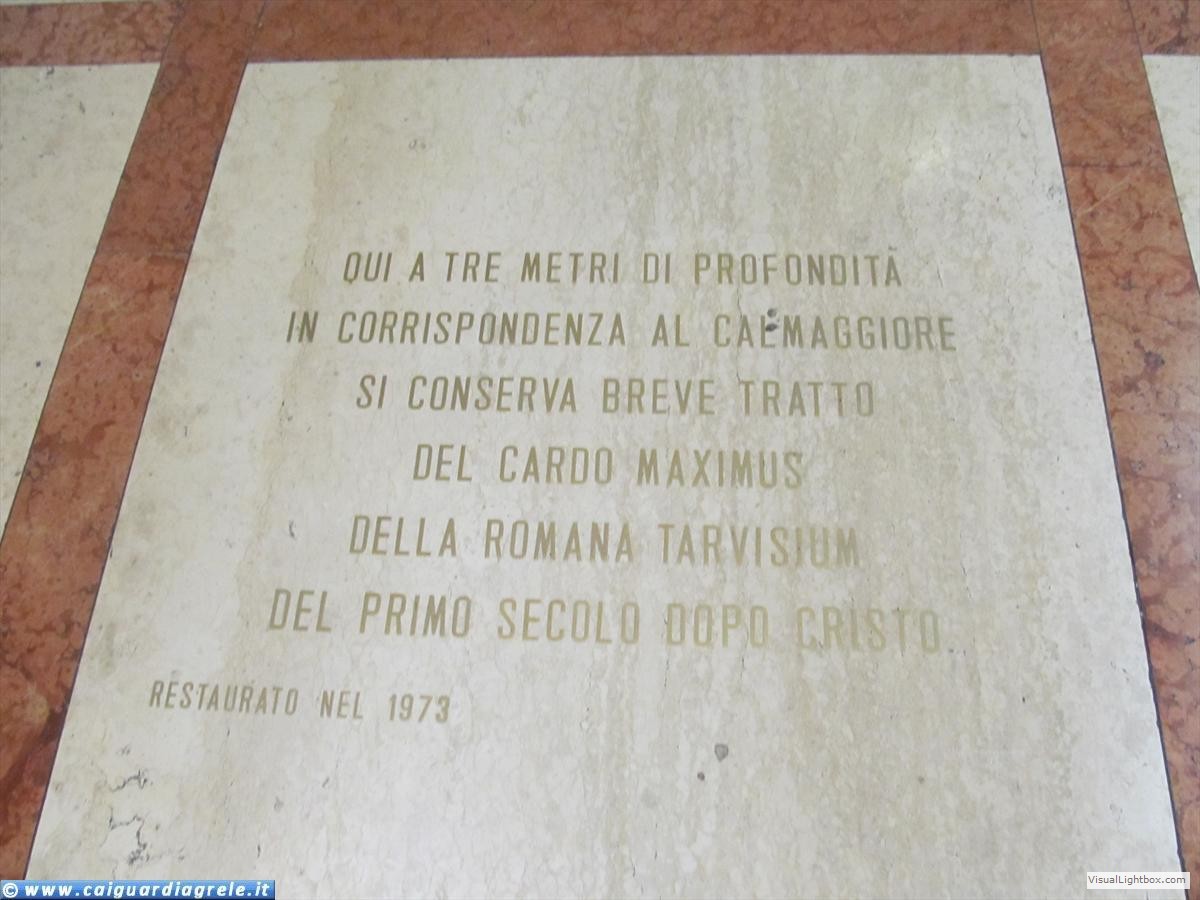 QUI A TRE METRI DI PROFONDITÀ
IN CORRISPONDENZA AL CALMAGGIORE
SI CONSERVA BREVE TRATTO
DEL CARDO MAXIMUS
DELLA ROMANA TARVISIUM
DEL PRIMO SECOLO DOPO CRISTO
RESTAURATO NEL 1973
© www.caiguardiagrele.it
VisualLightbox.com